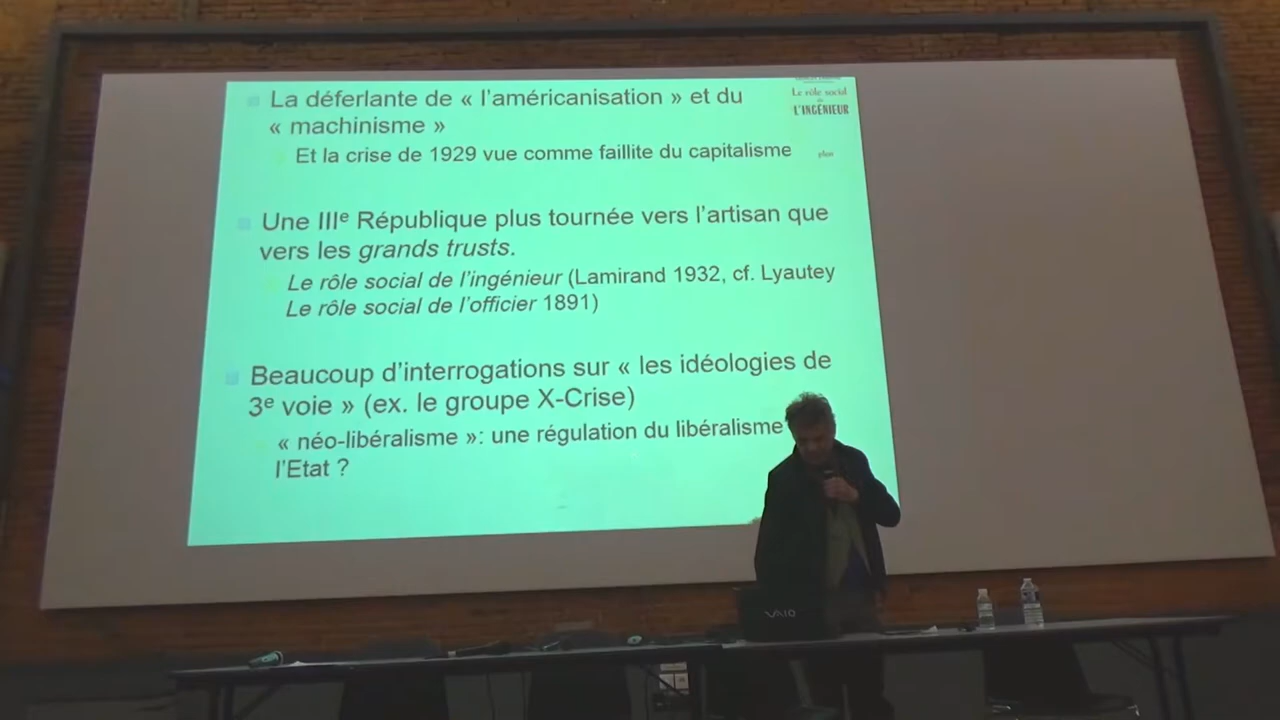 La déferlante de « l'américanisation » et du
« machinisme »
Et la crise de 1929 vue comme faillite du capitalisme
Le rôle social
de
L'INGÉNIEUR
plon
Une IIIe République plus tournée vers l'artisan que
vers les grands trusts.
Le rôle social de l'ingénieur (Lamirand 1932, cf. Lyautey
Le rôle social de l'officier 1891)
Beaucoup d'interrogations sur « les idéologies de
3e voie » (ex. le groupe X-Crise)
« néo-libéralisme »: une régulation du libéralisme
l'Etat ?
VAIO